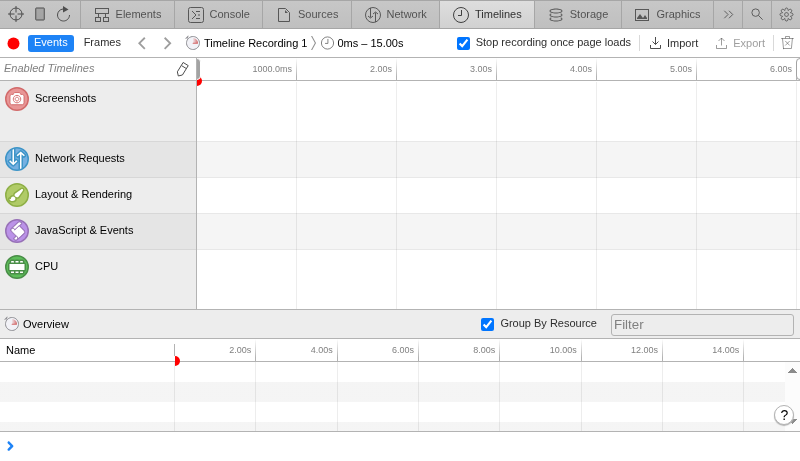 Elements Console Sources Network Timelines Storage Graphics
Events Frames Timeline Recording 1 0ms – 15.00s Stop recording once page loads Import Export
Enabled Timelines 1000.0ms 2.00s 3.00s 4.00s 5.00s 6.00s
Screenshots
Network Requests
Layout & Rendering
JavaScript & Events
CPU
Overview Group By Resource Filter
Name 2.00s 4.00s 6.00s 8.00s 10.00s 12.00s 14.00s
?